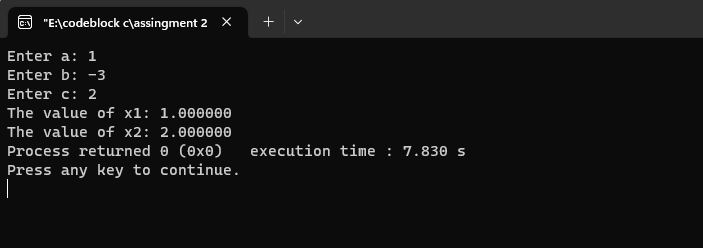 "E:\codeblock c\assingment 2
Enter a: 1
Enter b: -3
Enter c: 2
The value of x1: 1.000000
The value of x2: 2.000000
Process returned 0 (0x0)   execution time : 7.830 s
Press any key to continue.